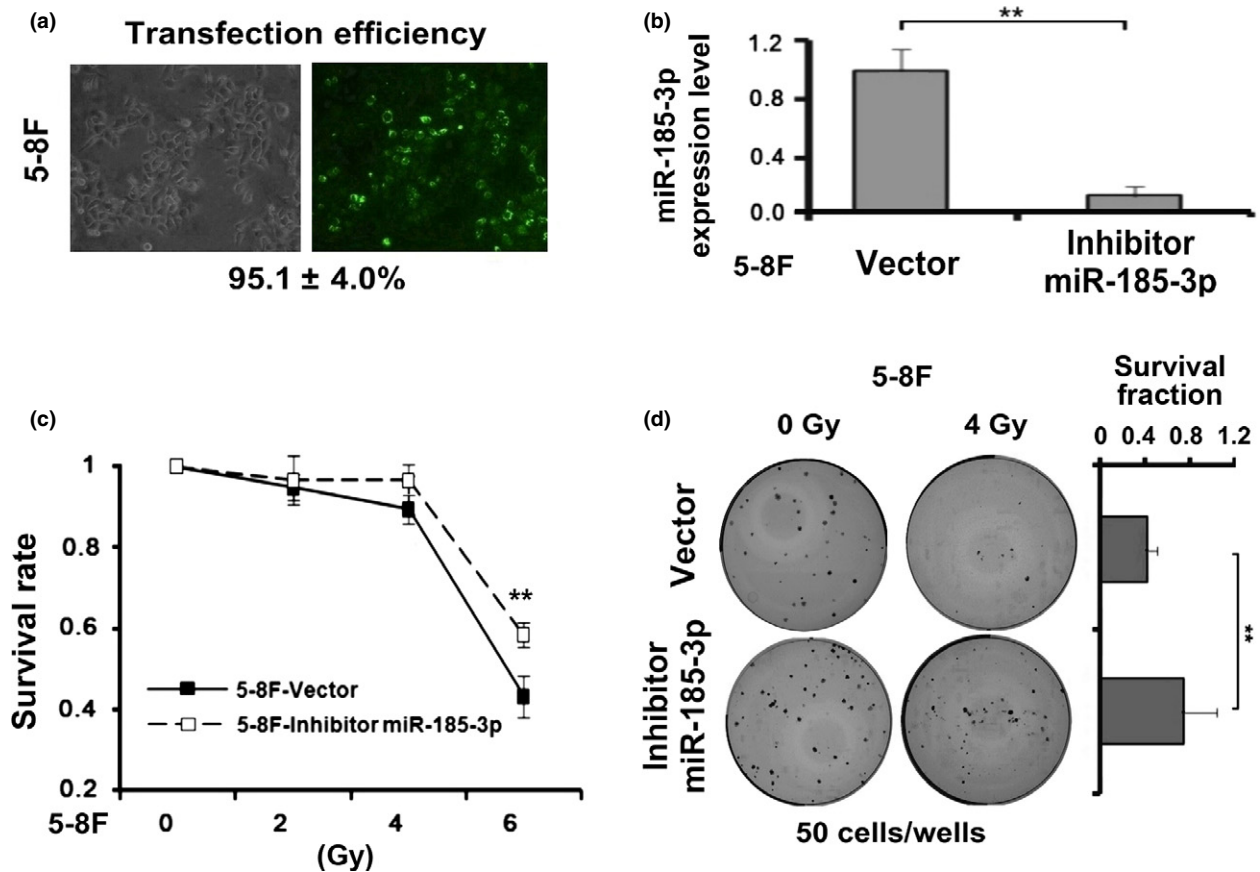 (a)
Transfection efficiency
5-8F
95.1 ± 4.0%
(b)
**
miR-185-3p
expression level
1.2
0.8
0.4
0.0
5-8F
Vector
Inhibitor
miR-185-3p
(c)
Survival rate
1
0.8
0.6
0.4
0.2
**
5-8F-Vector
5-8F-Inhibitor miR-185-3p
5-8F
0 2 4 6
(Gy)
(d)
5-8F
0 Gy 4 Gy
Vector
Inhibitor
miR-185-3p
50 cells/wells
Survival
fraction
0 0.4 0.8 1.2
**